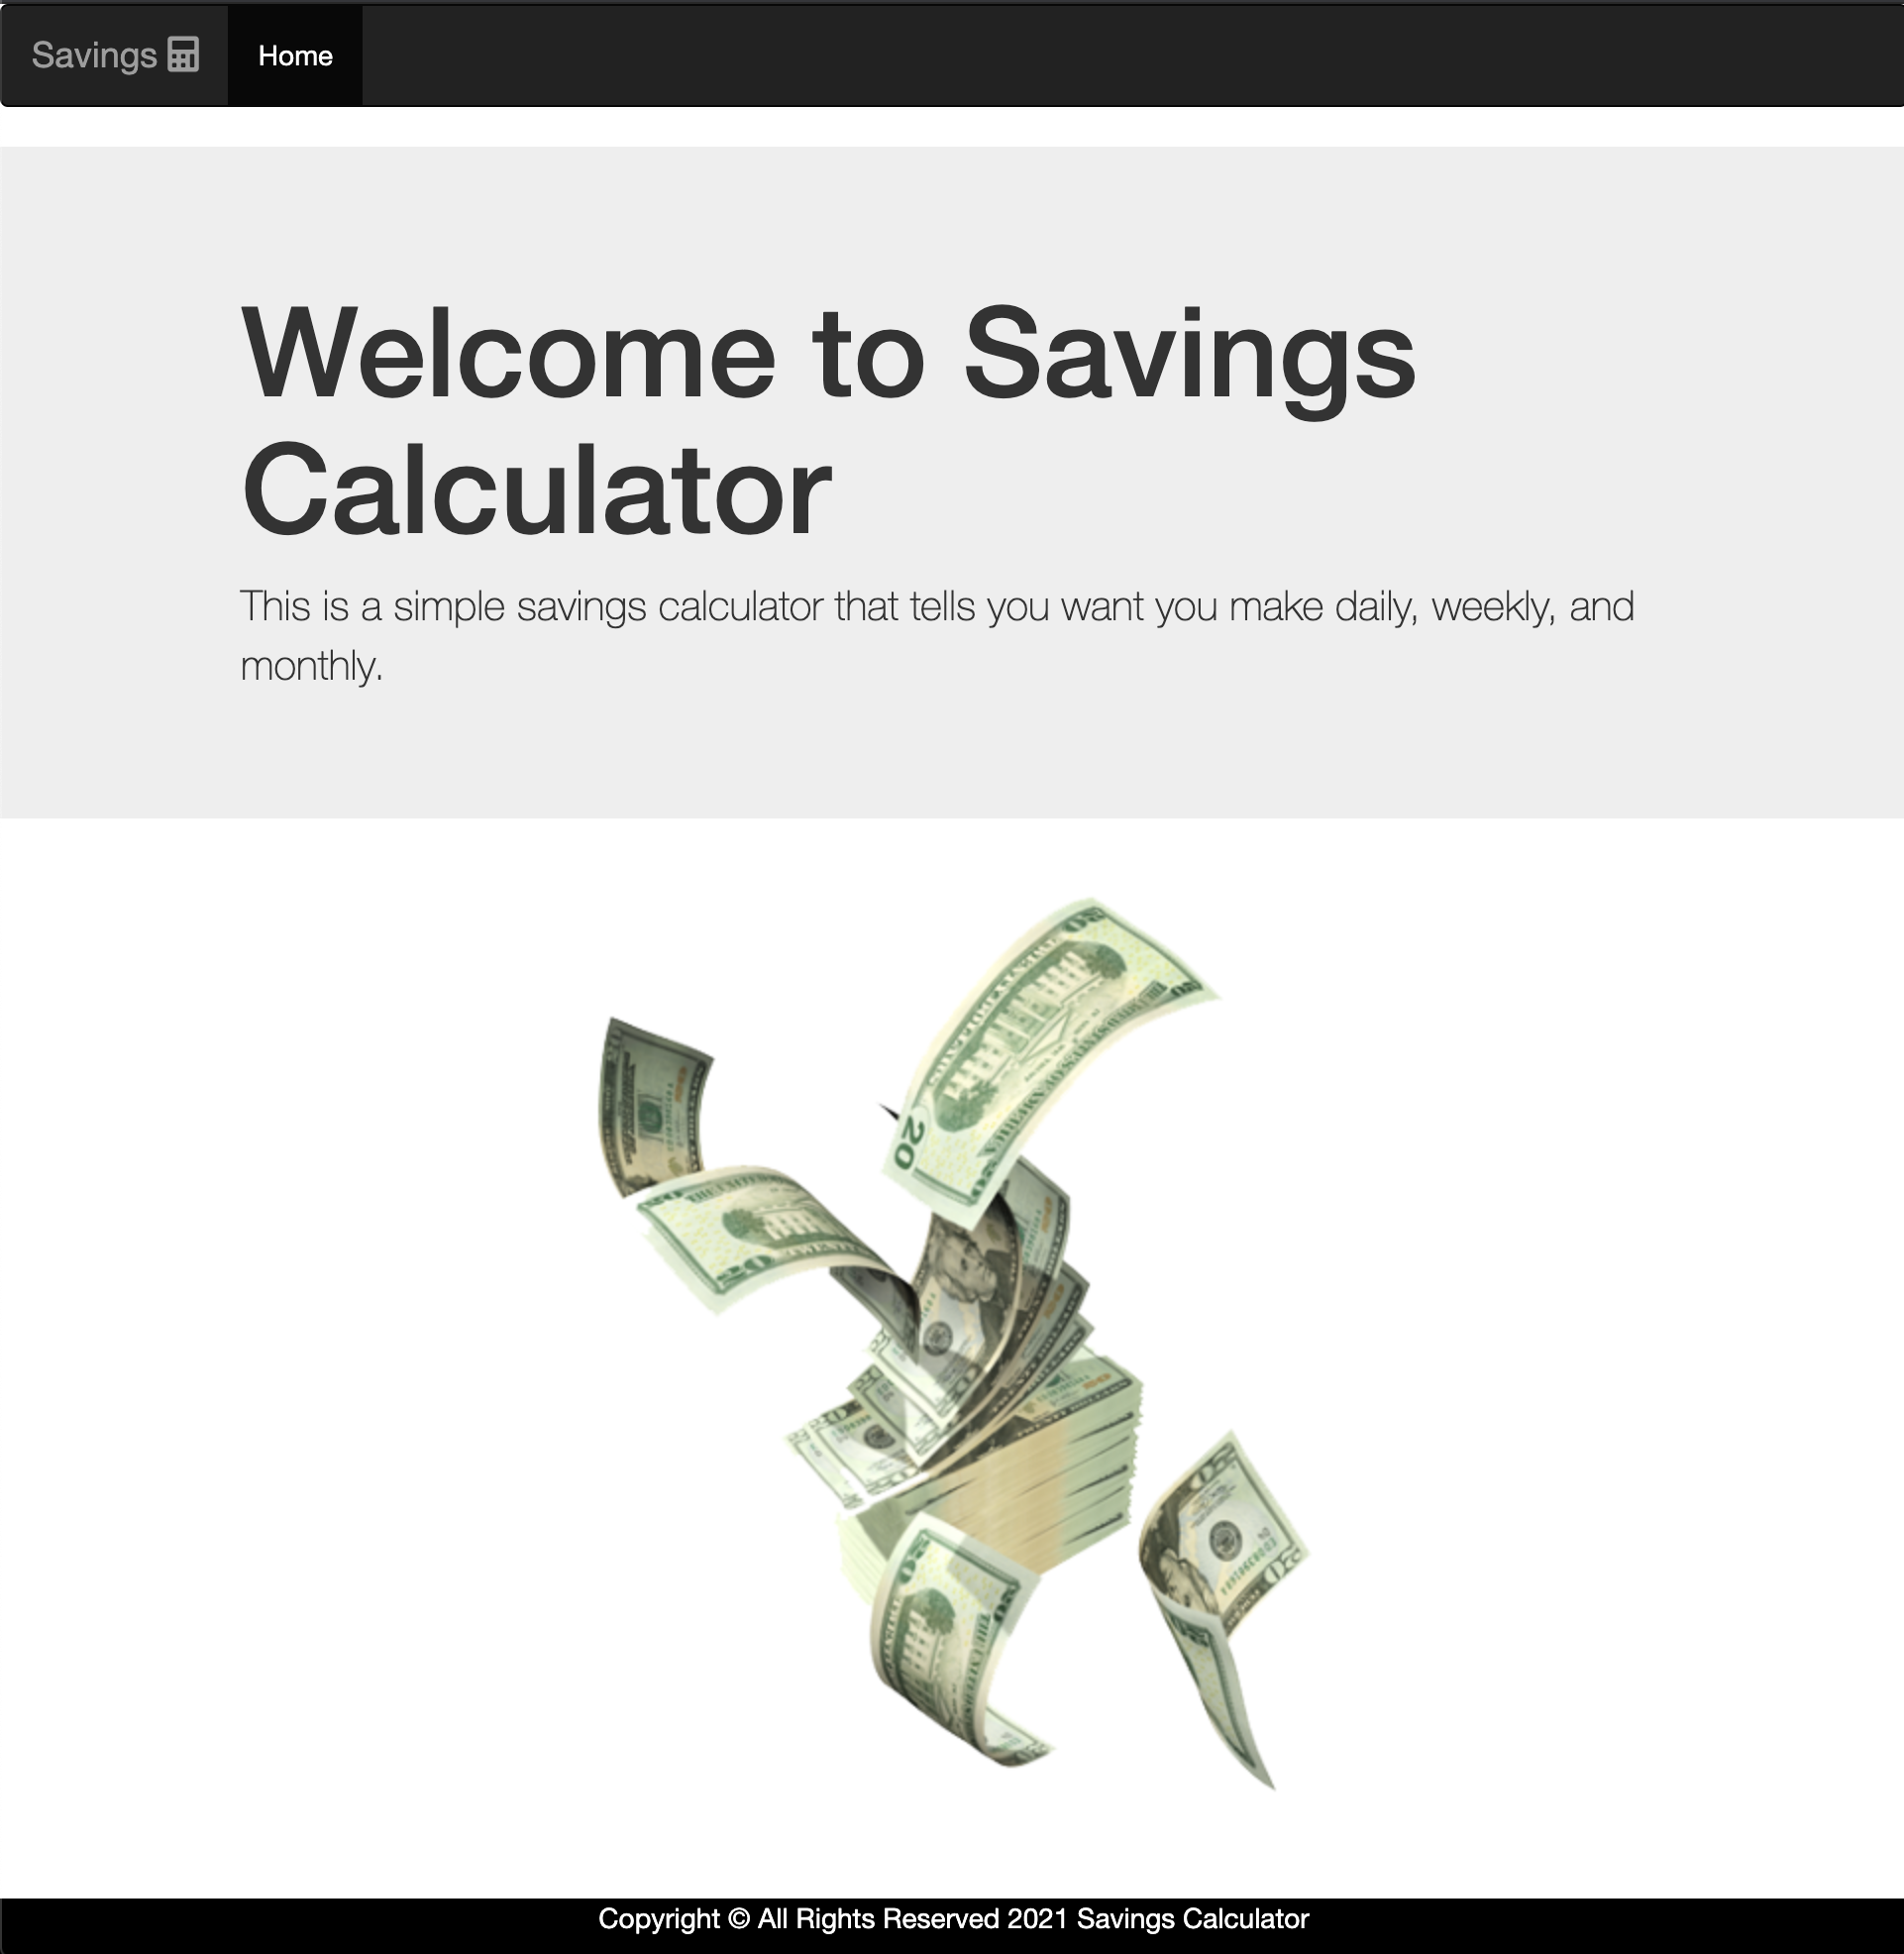 Savings
Home
Welcome to Savings
Calculator
This is a simple savings calculator that tells you want you make daily, weekly, and
monthly.
20
20
Copyright © All Rights Reserved 2021 Savings Calculator